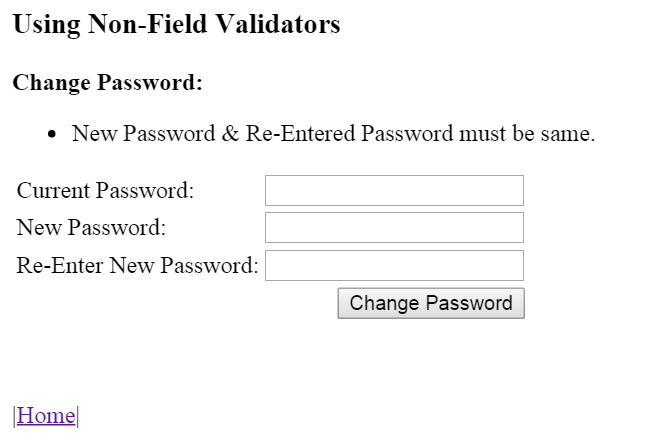 Using Non-Field Validators
Change Password:
• New Password & Re-Entered Password must be same.
Current Password:
New Password:
Re-Enter New Password:
Change Password
|Home|